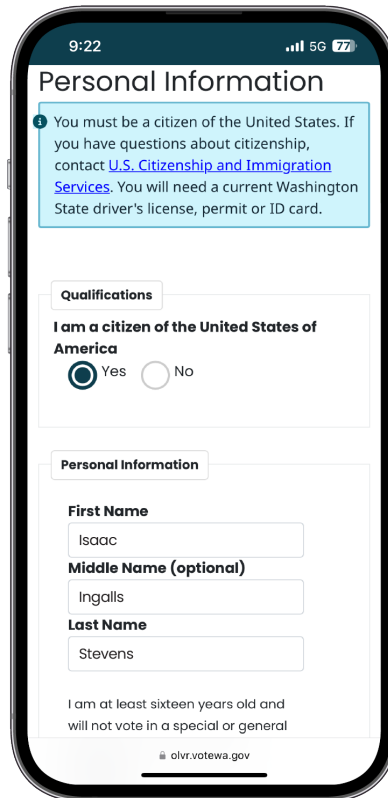 9:22
5G 77
Personal Information
You must be a citizen of the United States. If
you have questions about citizenship,
contact U.S. Citizenship and Immigration
Services. You will need a current Washington
State driver's license, permit or ID card.
Qualifications
I am a citizen of the United States of
America
Yes No
Personal Information
First Name
Isaac
Middle Name (optional)
Ingalls
Last Name
Stevens
I am at least sixteen years old and
will not vote in a special or general
olvr.votewa.gov